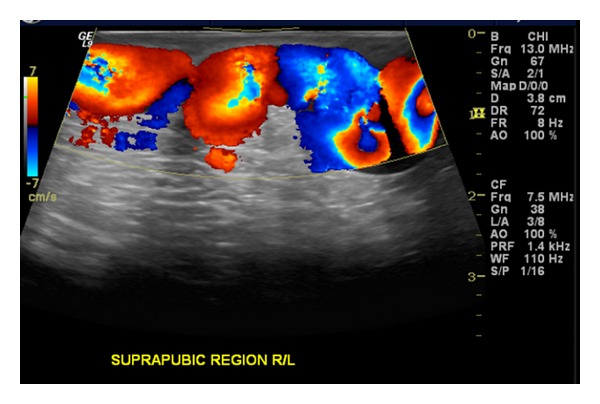 GE
L9
7
-7
cm/s
0
1
2
3
B CHI
Frq 13.0 MHz
Gn 67
S/A 2/1
Map D/0/0
D 3.8 cm
DR 72
FR 8 Hz
AO 100 %
CF
Frq 7.5 MHz
Gn 38
L/A 3/8
AO 100 %
PRF 1.4 kHz
WF 110 Hz
S/P 1/16
SUPRAPUBIC REGION R/L